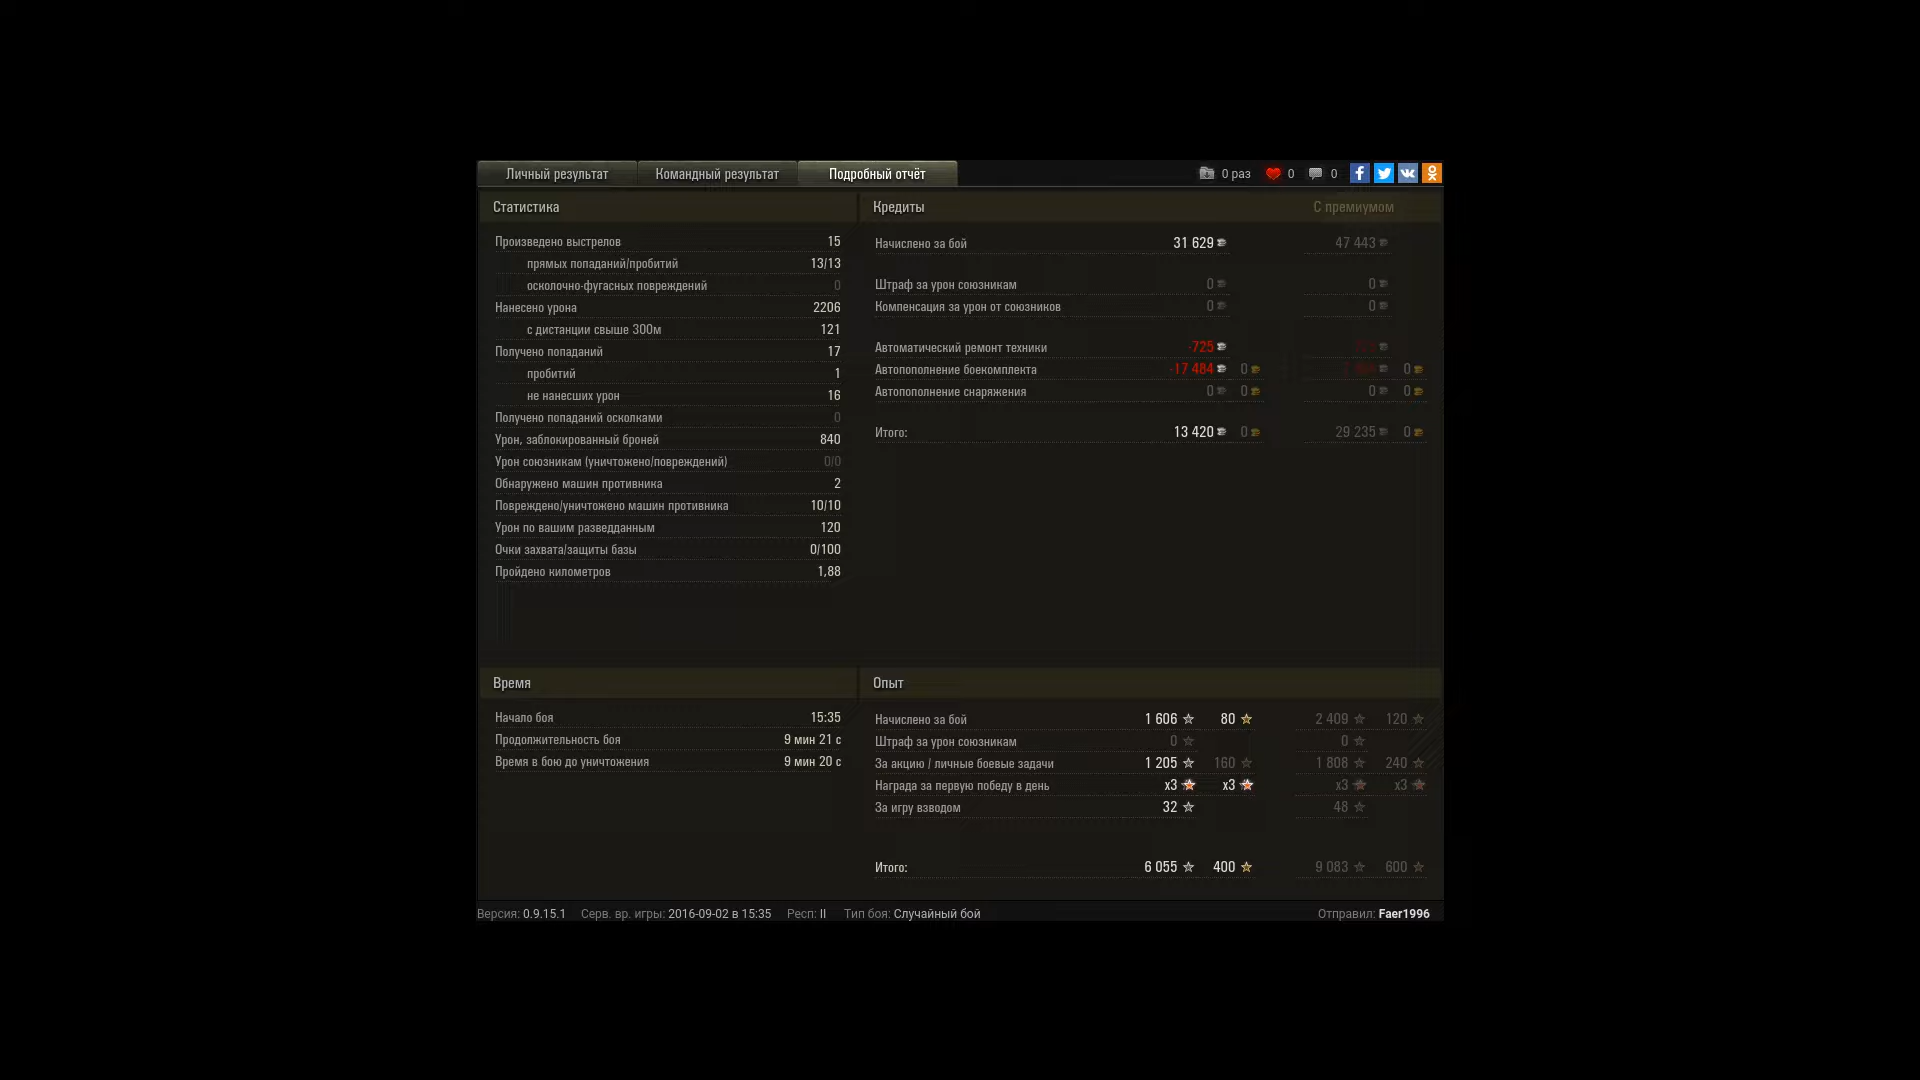 Личный результат Командный результат Подробный отчёт 0 раз 0 0
Статистика
Произведено выстрелов 15
прямых попаданий/пробитий 13/13
осколочно-фугасных повреждений 0
Нанесено урона 2206
с дистанции свыше 300м 121
Получено попаданий 17
пробитий 1
не нанесших урон 16
Получено попаданий осколками 0
Урон, заблокированный броней 840
Урон союзникам (уничтожено/повреждений) 0/0
Обнаружено машин противника 2
Повреждено/уничтожено машин противника 10/10
Урон по вашим разведданным 120
Очки захвата/защиты базы 0/100
Пройдено километров 1,88
Кредиты С премиумом
Начислено за бой 31 629 47 443
Штраф за урон союзникам 0 0
Компенсация за урон от союзников 0 0
Автоматический ремонт техники -725
Автопополнение боекомплекта -17 484 0 0
Автопополнение снаряжения 0 0 0 0
Итого: 13 420 0 29 235 0
Время
Начало боя 15:35
Продолжительность боя 9 мин 21 с
Время в бою до уничтожения 9 мин 20 с
Опыт
Начислено за бой 1 606 80 2 409 120
Штраф за урон союзникам 0 0
За акцию / личные боевые задачи 1 205 160 1 808 240
Награда за первую победу в день x3 x3 x3 x3
За игру взводом 32 48
Итого: 6 055 400 9 083 600
Версия: 0.9.15.1 Серв. вр. игры: 2016-09-02 в 15:35 Респ: II Тип боя: Случайный бой Отправил: Faer1996